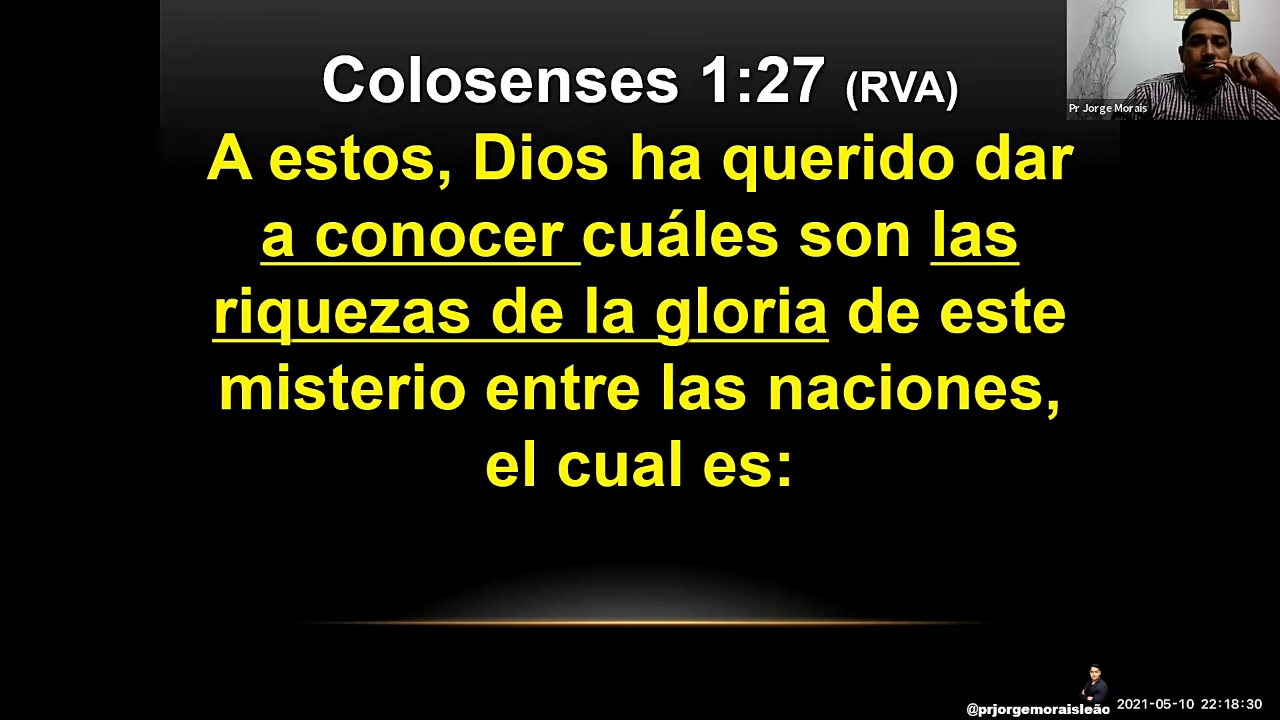 Colosenses 1:27 (RVA)
A estos, Dios ha querido dar
a conocer cuáles son las
riquezas de la gloria de este
misterio entre las naciones,
el cual es:
Pr Jorge Morais
@prjorgemoraisleão
2021-05-10 22:18:30